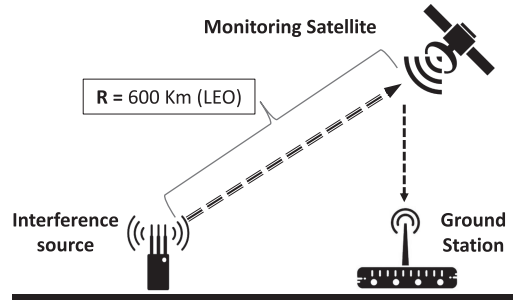 Monitoring Satellite
R = 600 Km (LEO)
Interference
source
Ground
Station